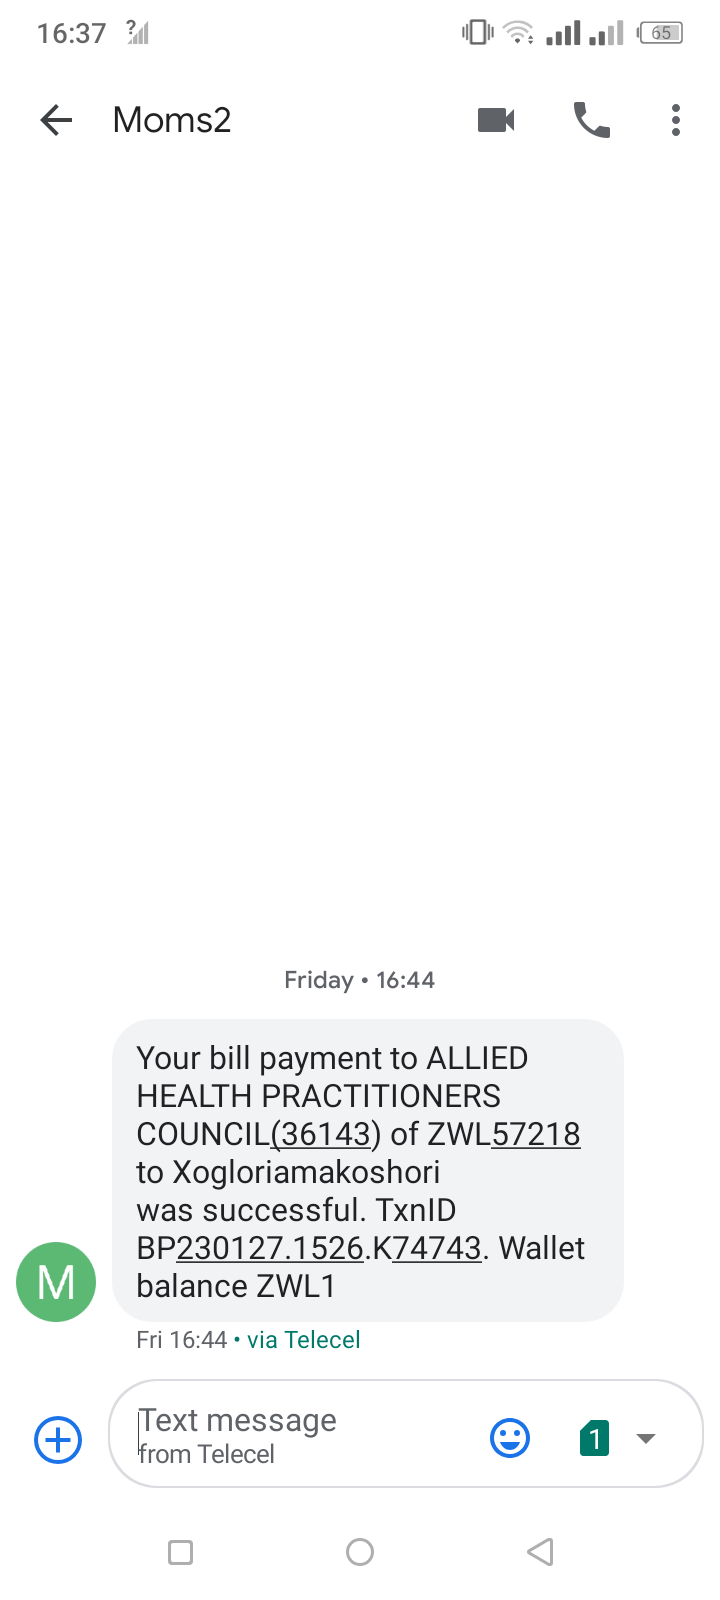 16:37
?
65
Moms2
Friday • 16:44
Your bill payment to ALLIED
HEALTH PRACTITIONERS
COUNCIL(36143) of ZWL57218
to Xogloriamakoshori
was successful. TxnID
BP230127.1526.K74743. Wallet
balance ZWL1
M
Fri 16:44 • via Telecel
Text message
from Telecel
1